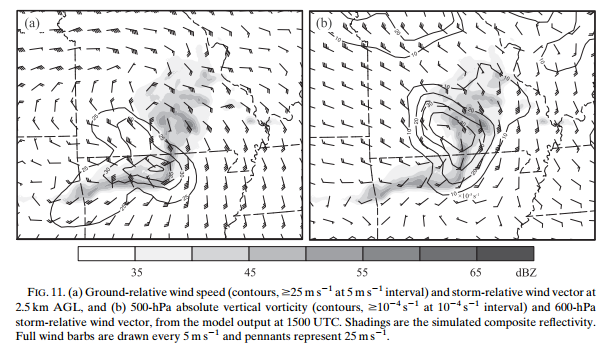 (a)
(b)
35 45 55 65 dBZ
FIG. 11. (a) Ground-relative wind speed (contours, ≥25 m s⁻¹ at 5 m s⁻¹ interval) and storm-relative wind vector at
2.5 km AGL, and (b) 500-hPa absolute vertical vorticity (contours, ≥10⁻⁴ s⁻¹ at 10⁻⁴ s⁻¹ interval) and 600-hPa
storm-relative wind vector, from the model output at 1500 UTC. Shadings are the simulated composite reflectivity.
Full wind barbs are drawn every 5 m s⁻¹ and pennants represent 25 m s⁻¹.